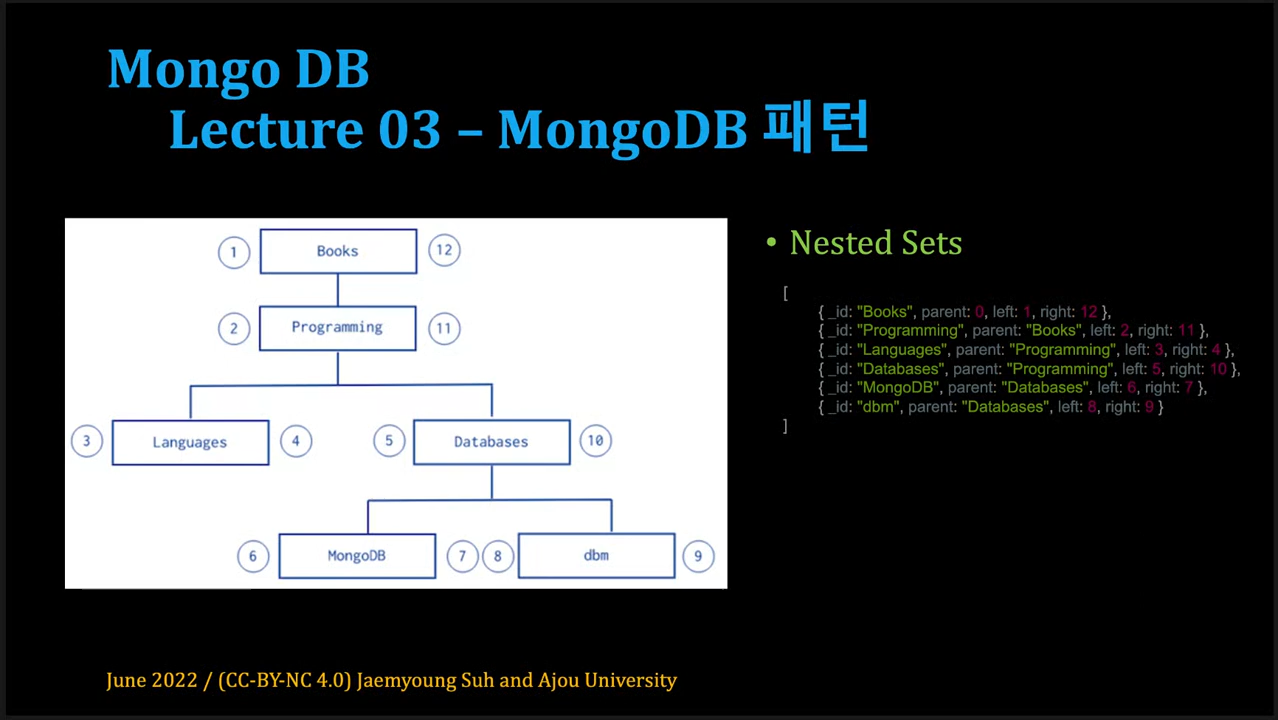 Mongo DB
Lecture 03 – MongoDB 패턴
1 Books 12
2 Programming 11
3 Languages 4 5 Databases 10
6 MongoDB 7 8 dbm 9
• Nested Sets
[
{ _id: "Books", parent: 0, left: 1, right: 12 },
{ _id: "Programming", parent: "Books", left: 2, right: 11 },
{ _id: "Languages", parent: "Programming", left: 3, right: 4 },
{ _id: "Databases", parent: "Programming", left: 5, right: 10 },
{ _id: "MongoDB", parent: "Databases", left: 6, right: 7 },
{ _id: "dbm", parent: "Databases", left: 8, right: 9 }
]
June 2022 / (CC-BY-NC 4.0) Jaemyoung Suh and Ajou University